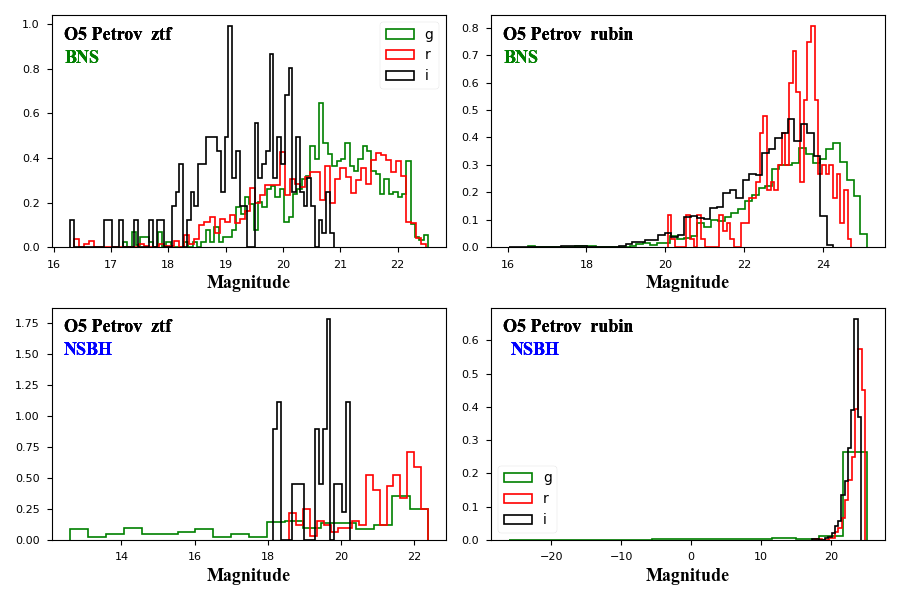 O5 Petrov ztf
BNS
g
r
i
1.0
0.8
0.6
0.4
0.2
0.0
16 17 18 19 20 21 22
Magnitude
O5 Petrov rubin
BNS
0.8
0.7
0.6
0.5
0.4
0.3
0.2
0.1
0.0
16 18 20 22 24
Magnitude
O5 Petrov ztf
NSBH
1.75
1.50
1.25
1.00
0.75
0.50
0.25
0.00
14 16 18 20 22
Magnitude
O5 Petrov rubin
NSBH
g
r
i
0.6
0.5
0.4
0.3
0.2
0.1
0.0
−20 −10 0 10 20
Magnitude